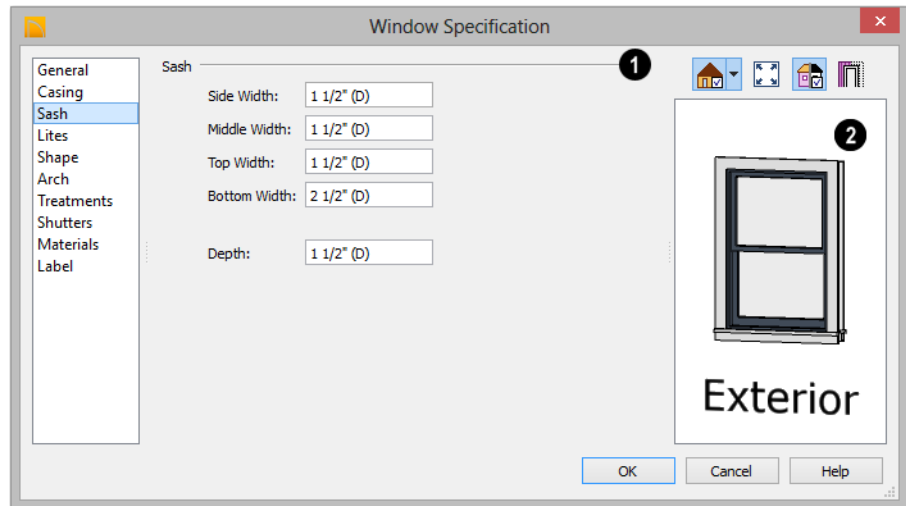 Window Specification
General
Casing
Sash
Lites
Shape
Arch
Treatments
Shutters
Materials
Label
Sash
1
Side Width: 1 1/2" (D)
Middle Width: 1 1/2" (D)
Top Width: 1 1/2" (D)
Bottom Width: 2 1/2" (D)
Depth: 1 1/2" (D)
2
Exterior
OK Cancel Help